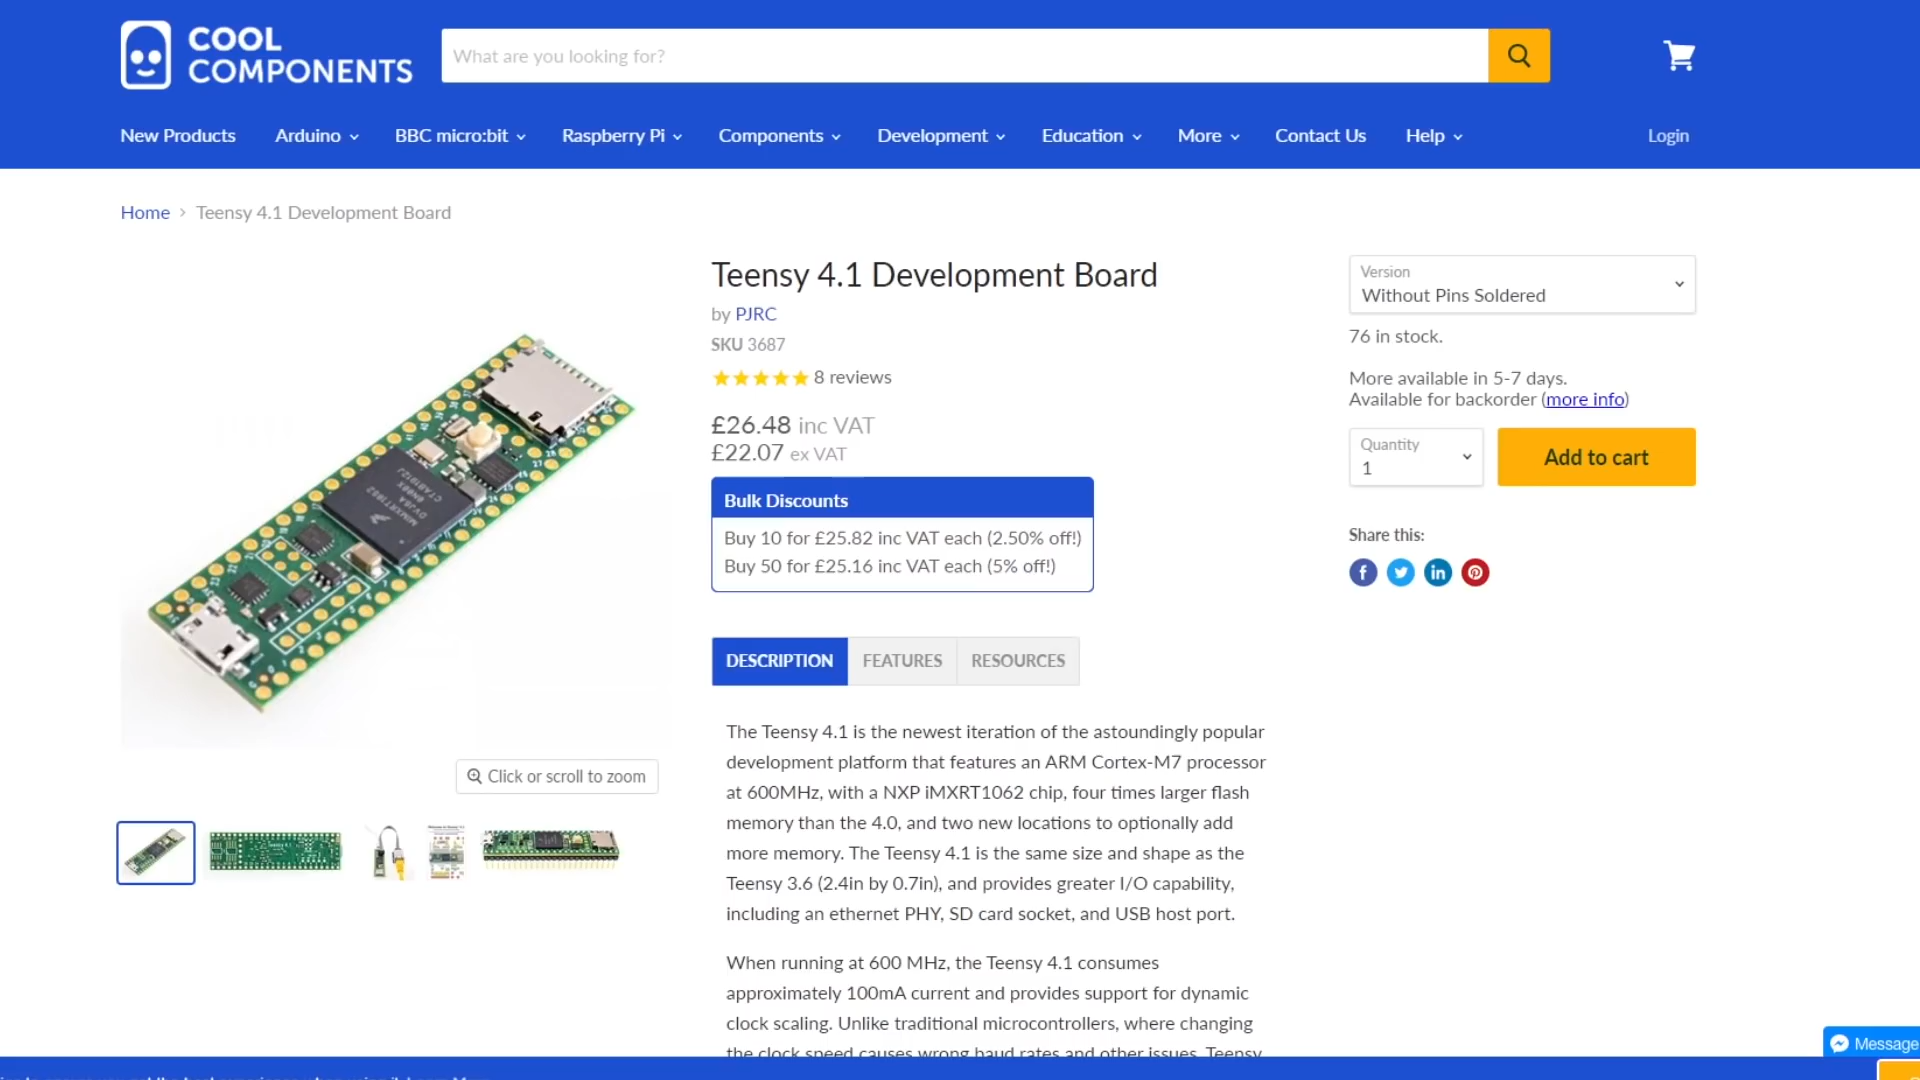 COOL
COMPONENTS
What are you looking for?
New Products
Arduino
BBC micro:bit
Raspberry Pi
Components
Development
Education
More
Contact Us
Help
Login
Home > Teensy 4.1 Development Board
Teensy 4.1 Development Board
by PJRC
SKU 3687
8 reviews
£26.48 inc VAT
£22.07 ex VAT
Bulk Discounts
Buy 10 for £25.82 inc VAT each (2.50% off!)
Buy 50 for £25.16 inc VAT each (5% off!)
Version
Without Pins Soldered
76 in stock.
More available in 5-7 days.
Available for backorder (more info)
Quantity
1
Add to cart
Share this:
Click or scroll to zoom
DESCRIPTION
FEATURES
RESOURCES
The Teensy 4.1 is the newest iteration of the astoundingly popular
development platform that features an ARM Cortex-M7 processor
at 600MHz, with a NXP iMXRT1062 chip, four times larger flash
memory than the 4.0, and two new locations to optionally add
more memory. The Teensy 4.1 is the same size and shape as the
Teensy 3.6 (2.4in by 0.7in), and provides greater I/O capability,
including an ethernet PHY, SD card socket, and USB host port.
When running at 600 MHz, the Teensy 4.1 consumes
approximately 100mA current and provides support for dynamic
clock scaling. Unlike traditional microcontrollers, where changing
the clock speed causes wrong baud rates and other issues, Teensy
Message